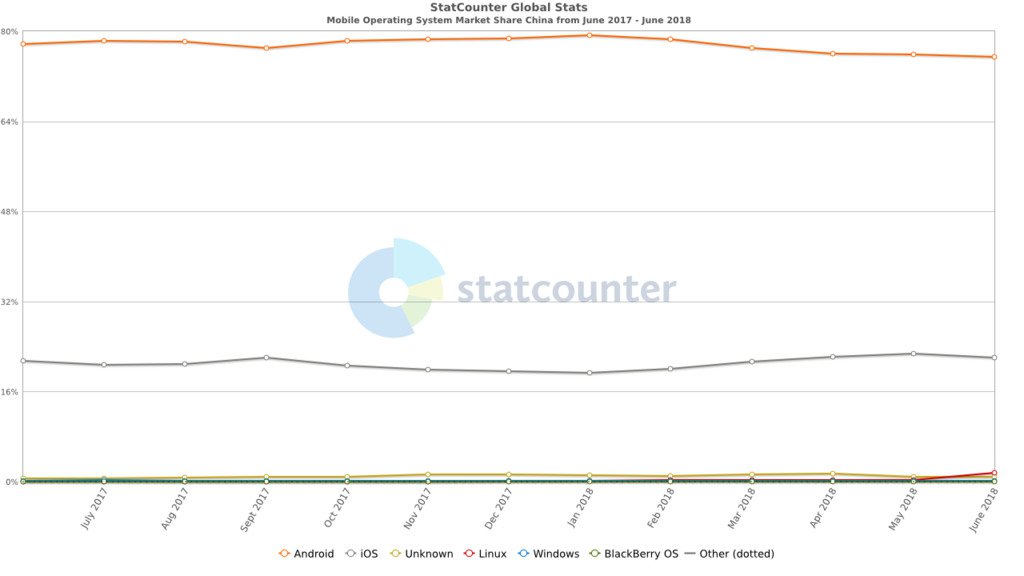 StatCounter Global Stats
Mobile Operating System Market Share China from June 2017 - June 2018
80%
64%
48%
32%
16%
0%
statcounter
July 2017
Aug 2017
Sept 2017
Oct 2017
Nov 2017
Dec 2017
Jan 2018
Feb 2018
Mar 2018
Apr 2018
May 2018
June 2018
Android iOS Unknown Linux Windows BlackBerry OS Other (dotted)